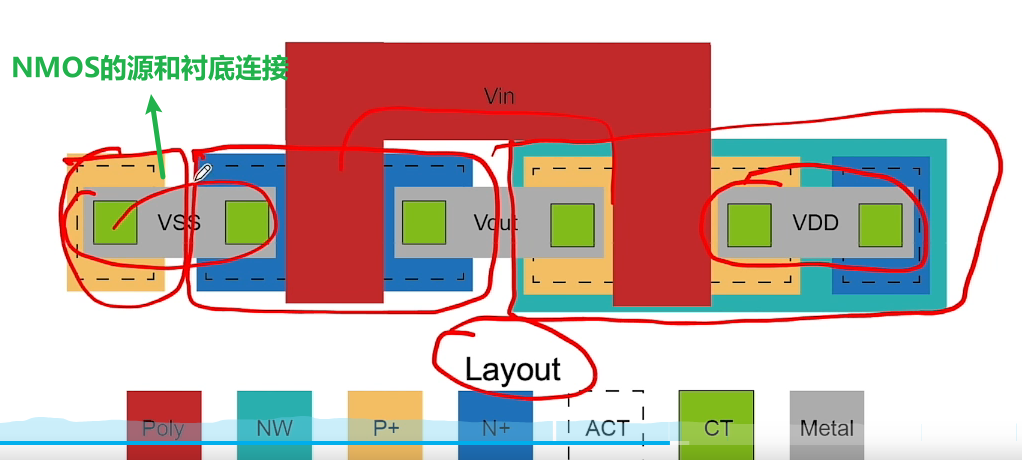 NMOS的源和衬底连接
Vin
VSS
Vout
VDD
Layout
Poly
NW
P+
N+
ACT
CT
Metal